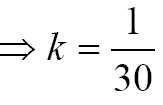 ⇒ k = 1/30